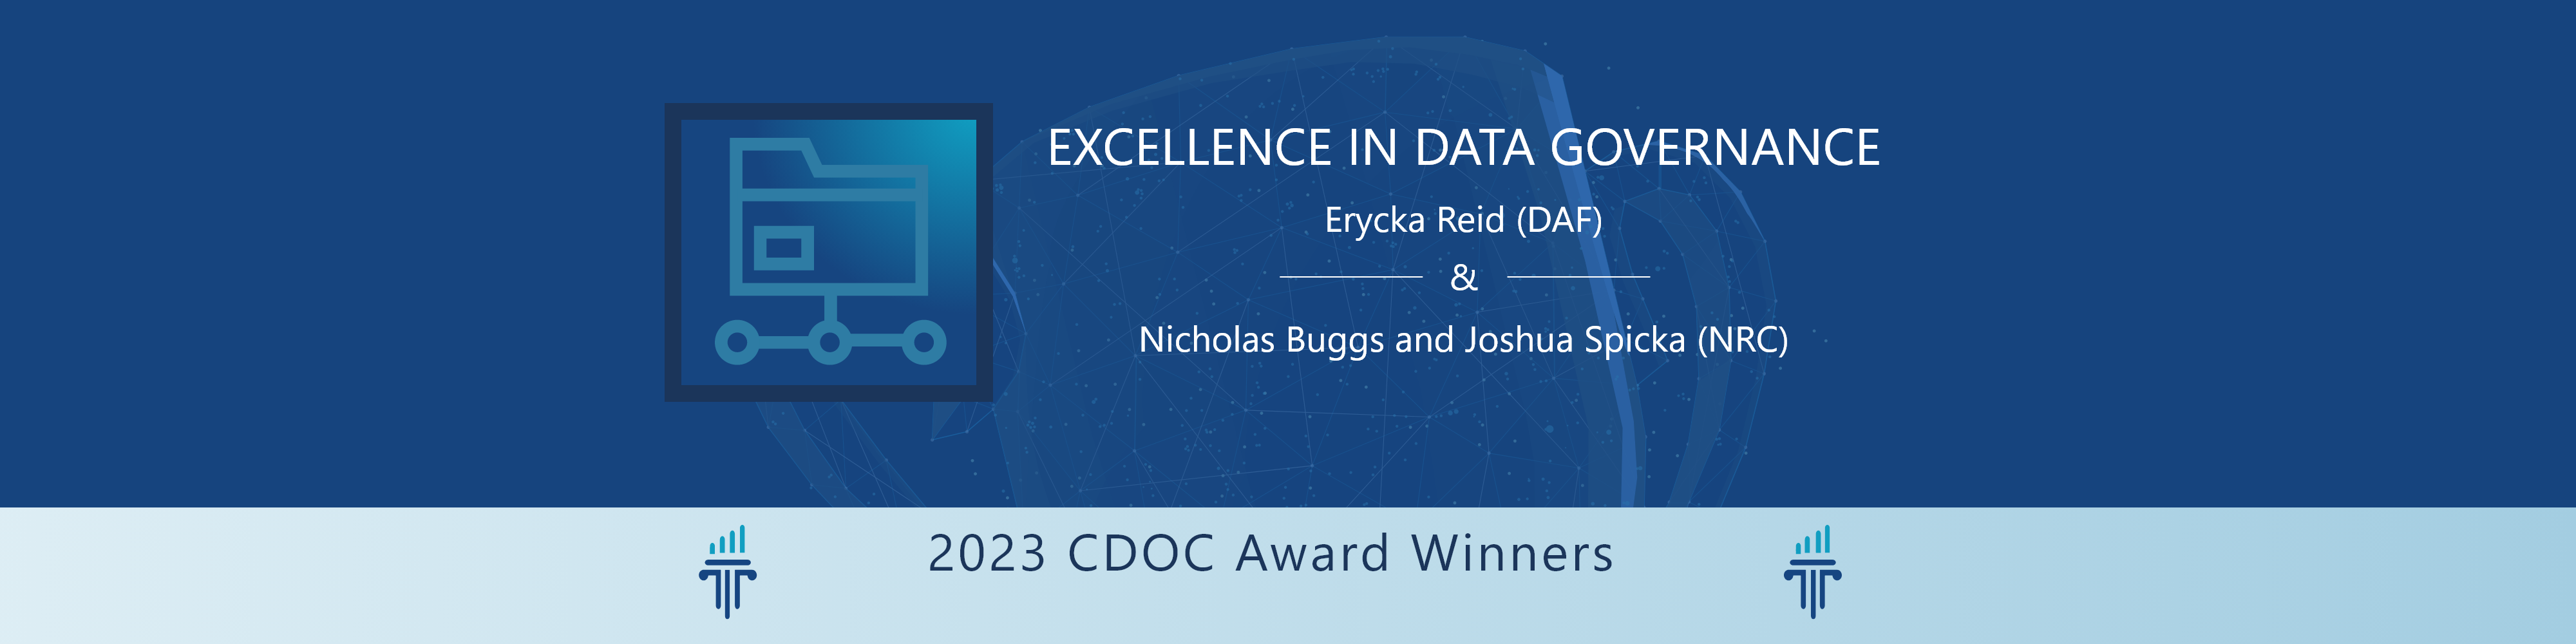 EXCELLENCE IN DATA GOVERNANCE
Erycka Reid (DAF)
&
Nicholas Buggs and Joshua Spicka (NRC)
2023 CDOC Award Winners